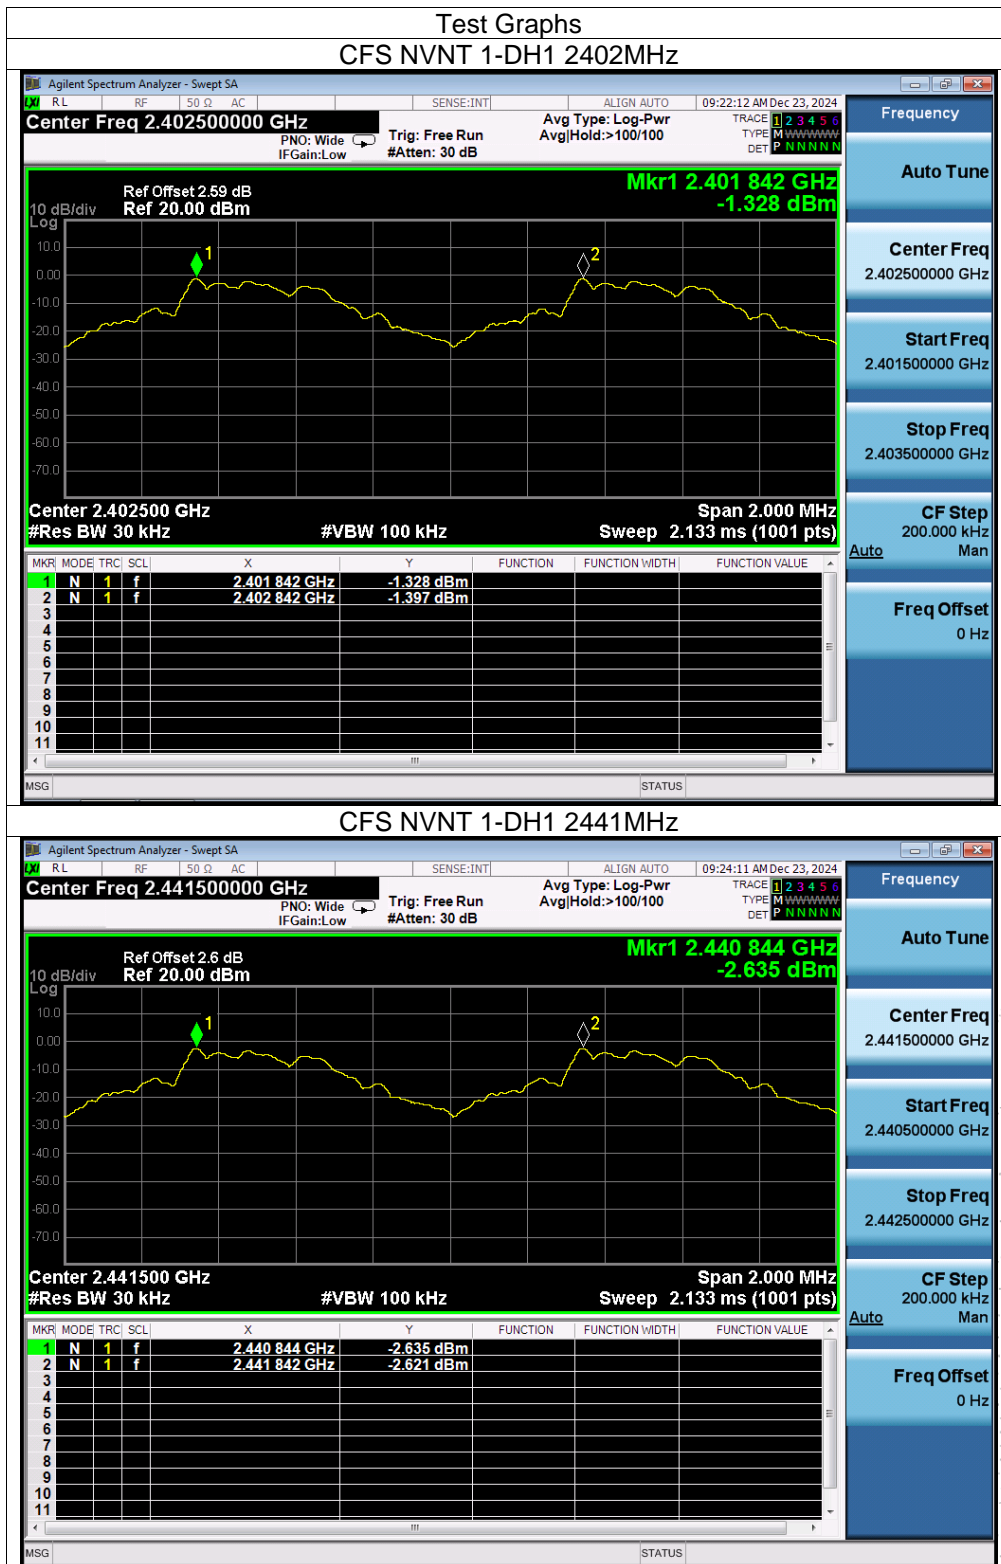 Test Graphs
CFS NVNT 1-DH1 2402MHz
Agilent Spectrum Analyzer - Swept SA
LXI RL RF 50 Ω AC SENSE:INT ALIGN AUTO 09:22:12 AM Dec 23, 2024
Center Freq 2.402500000 GHz
PNO: Wide
IFGain:Low
Trig: Free Run
#Atten: 30 dB
Avg Type: Log-Pwr
Avg|Hold:>100/100
TRACE 1 2 3 4 5 6
TYPE M W W W W W
DET P N N N N N
Mkr1 2.401 842 GHz
-1.328 dBm
Ref Offset 2.59 dB
10 dB/div Ref 20.00 dBm
Log
10.0
0.00
-10.0
-20.0
-30.0
-40.0
-50.0
-60.0
-70.0
1
2
Center 2.402500 GHz Span 2.000 MHz
#Res BW 30 kHz #VBW 100 kHz Sweep 2.133 ms (1001 pts)
MKR MODE TRC SCL X Y FUNCTION FUNCTION WIDTH FUNCTION VALUE
1 N 1 f 2.401 842 GHz -1.328 dBm
2 N 1 f 2.402 842 GHz -1.397 dBm
3
4
5
6
7
8
9
10
11
MSG STATUS
Frequency
Auto Tune
Center Freq
2.402500000 GHz
Start Freq
2.401500000 GHz
Stop Freq
2.403500000 GHz
CF Step
200.000 kHz
Auto Man
Freq Offset
0 Hz
CFS NVNT 1-DH1 2441MHz
Agilent Spectrum Analyzer - Swept SA
LXI RL RF 50 Ω AC SENSE:INT ALIGN AUTO 09:24:11 AM Dec 23, 2024
Center Freq 2.441500000 GHz
PNO: Wide
IFGain:Low
Trig: Free Run
#Atten: 30 dB
Avg Type: Log-Pwr
Avg|Hold:>100/100
TRACE 1 2 3 4 5 6
TYPE M W W W W W
DET P N N N N N
Mkr1 2.440 844 GHz
-2.635 dBm
Ref Offset 2.6 dB
10 dB/div Ref 20.00 dBm
Log
10.0
0.00
-10.0
-20.0
-30.0
-40.0
-50.0
-60.0
-70.0
1
2
Center 2.441500 GHz Span 2.000 MHz
#Res BW 30 kHz #VBW 100 kHz Sweep 2.133 ms (1001 pts)
MKR MODE TRC SCL X Y FUNCTION FUNCTION WIDTH FUNCTION VALUE
1 N 1 f 2.440 844 GHz -2.635 dBm
2 N 1 f 2.441 842 GHz -2.621 dBm
3
4
5
6
7
8
9
10
11
MSG STATUS
Frequency
Auto Tune
Center Freq
2.441500000 GHz
Start Freq
2.440500000 GHz
Stop Freq
2.442500000 GHz
CF Step
200.000 kHz
Auto Man
Freq Offset
0 Hz